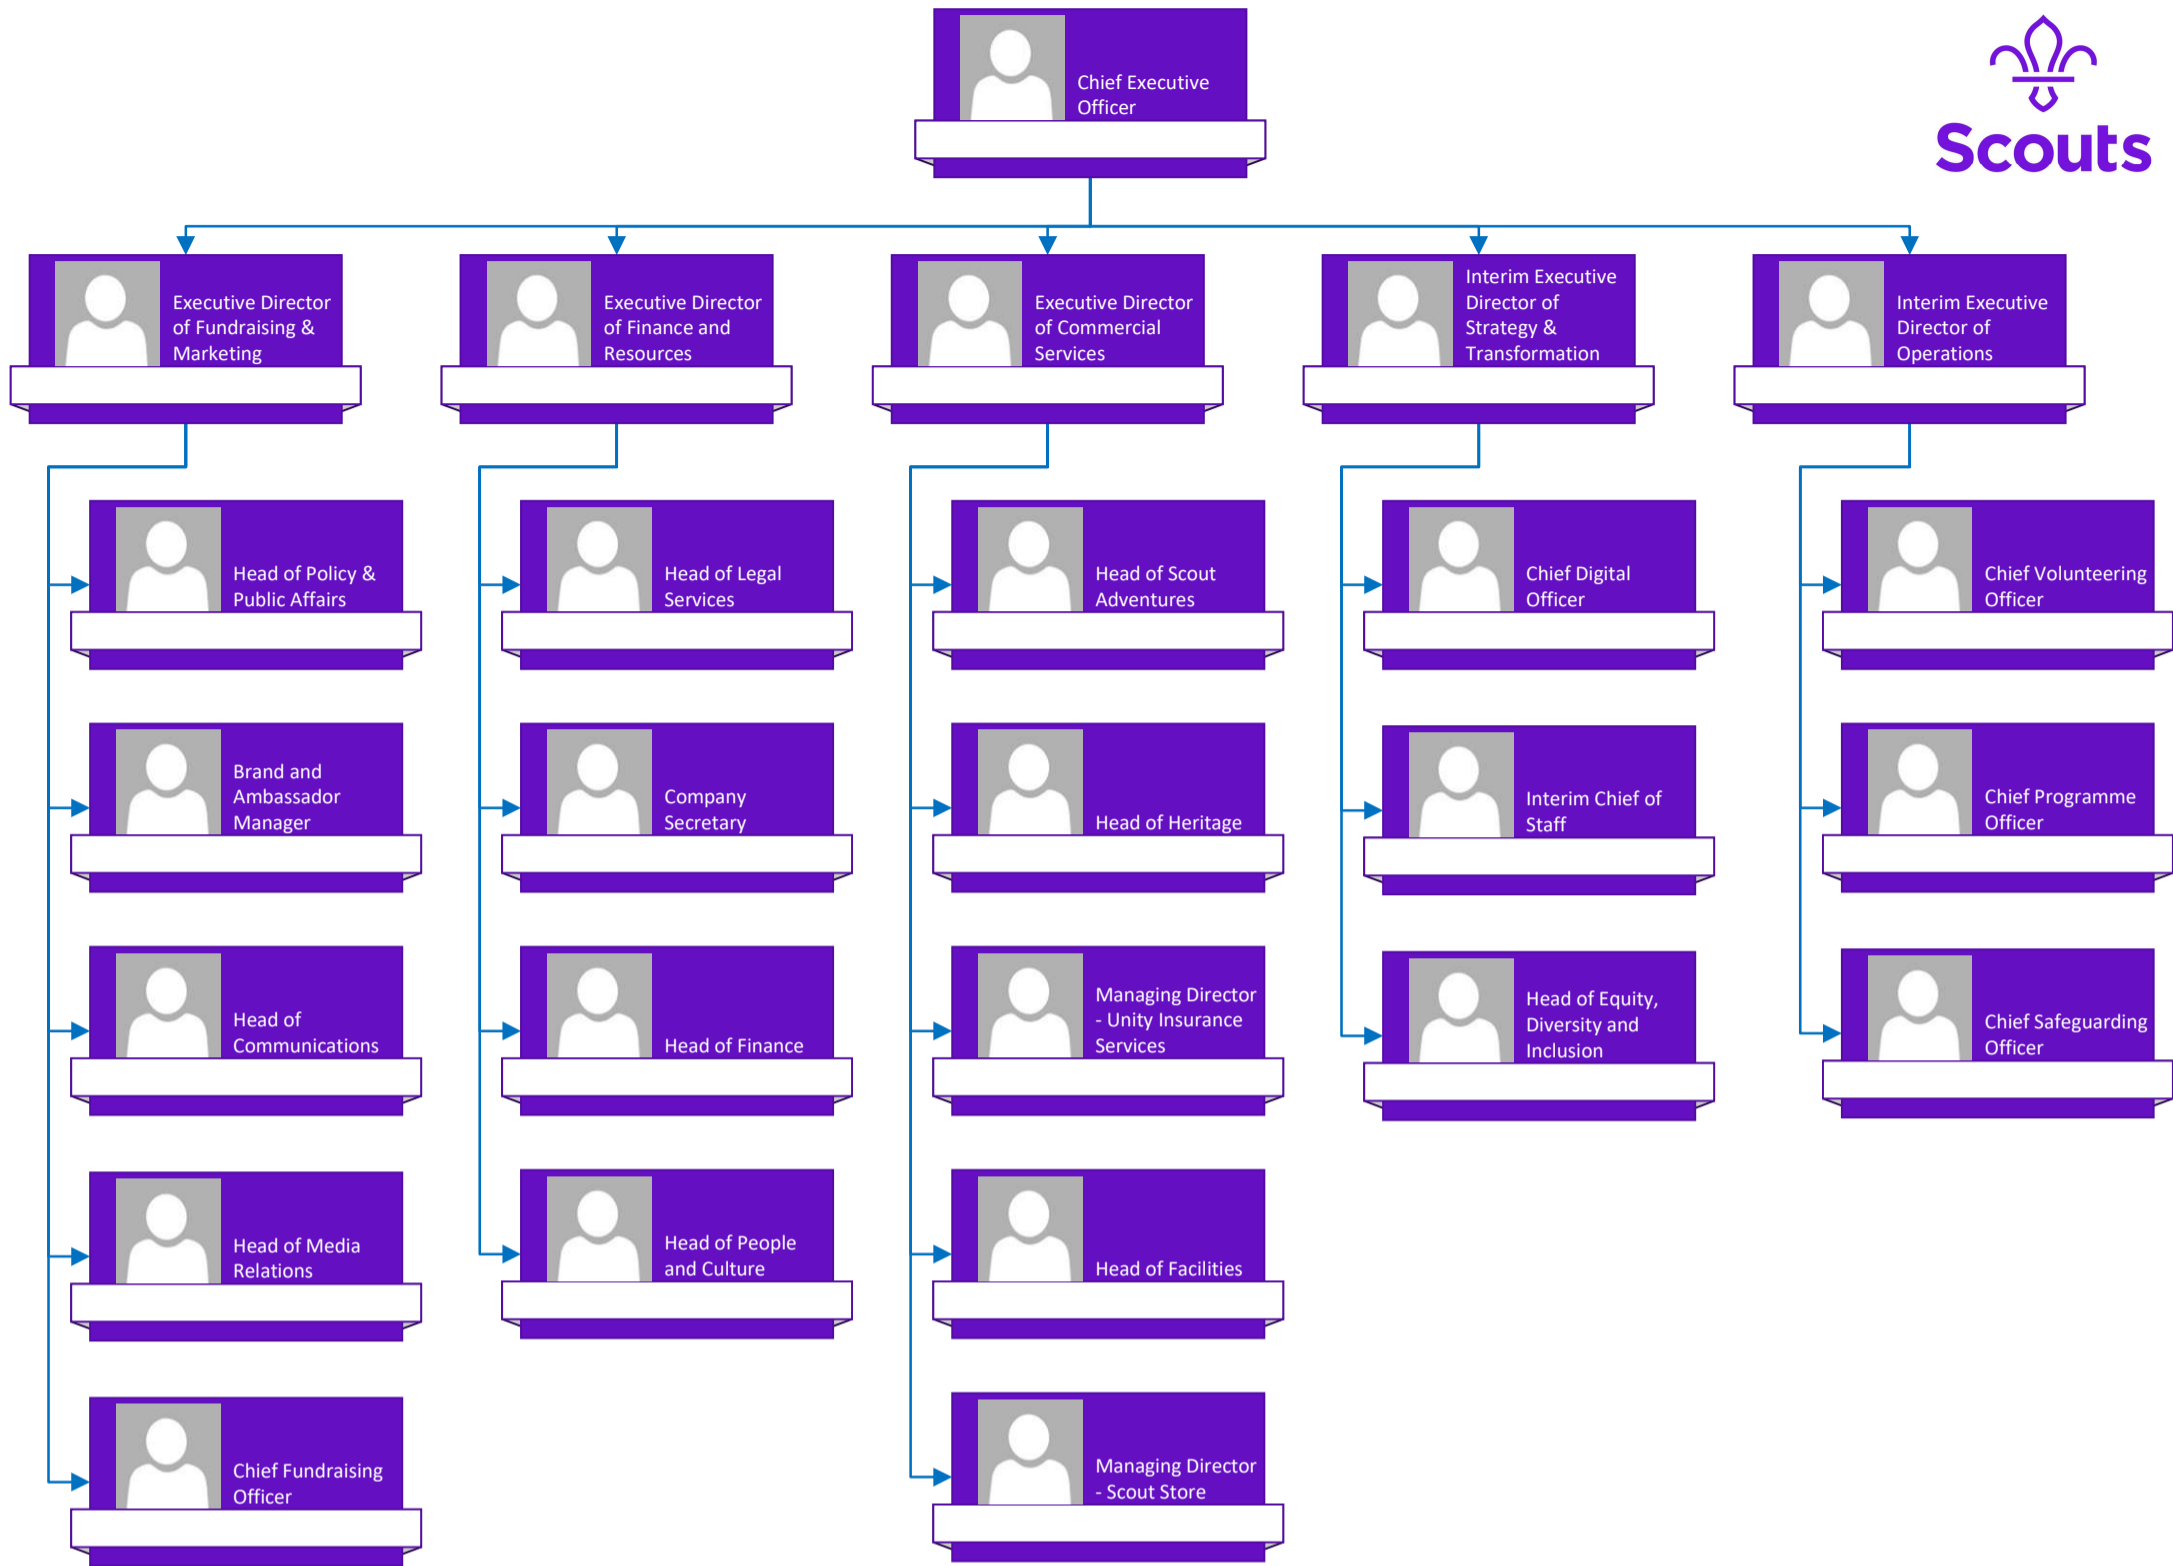 Chief Executive
Officer
Scouts
Executive Director
of Fundraising &
Marketing
Executive Director
of Finance and
Resources
Executive Director
of Commercial
Services
Interim Executive
Director of
Strategy &
Transformation
Interim Executive
Director of
Operations
Head of Policy &
Public Affairs
Head of Legal
Services
Head of Scout
Adventures
Chief Digital
Officer
Chief Volunteering
Officer
Brand and
Ambassador
Manager
Company
Secretary
Head of Heritage
Interim Chief of
Staff
Chief Programme
Officer
Head of
Communications
Head of Finance
Managing Director
- Unity Insurance
Services
Head of Equity,
Diversity and
Inclusion
Chief Safeguarding
Officer
Head of Media
Relations
Head of People
and Culture
Head of Facilities
Chief Fundraising
Officer
Managing Director
- Scout Store